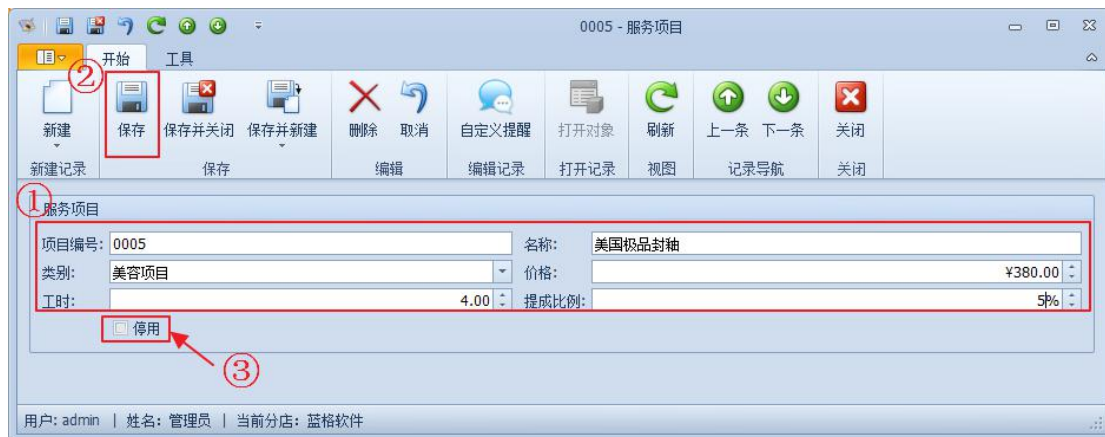 0005 - 服务项目
开始 工具
②
新建 保存 保存并关闭 保存并新建 删除 取消 自定义提醒 打开对象 刷新 上一条 下一条 关闭
新建记录 保存 编辑 编辑记录 打开记录 视图 记录导航 关闭
①
服务项目
项目编号: 0005 名称: 美国极品封釉
类别: 美容项目 价格: ¥380.00
工时: 4.00 提成比例: 5%
停用
③
用户: admin | 姓名: 管理员 | 当前分店: 蓝格软件